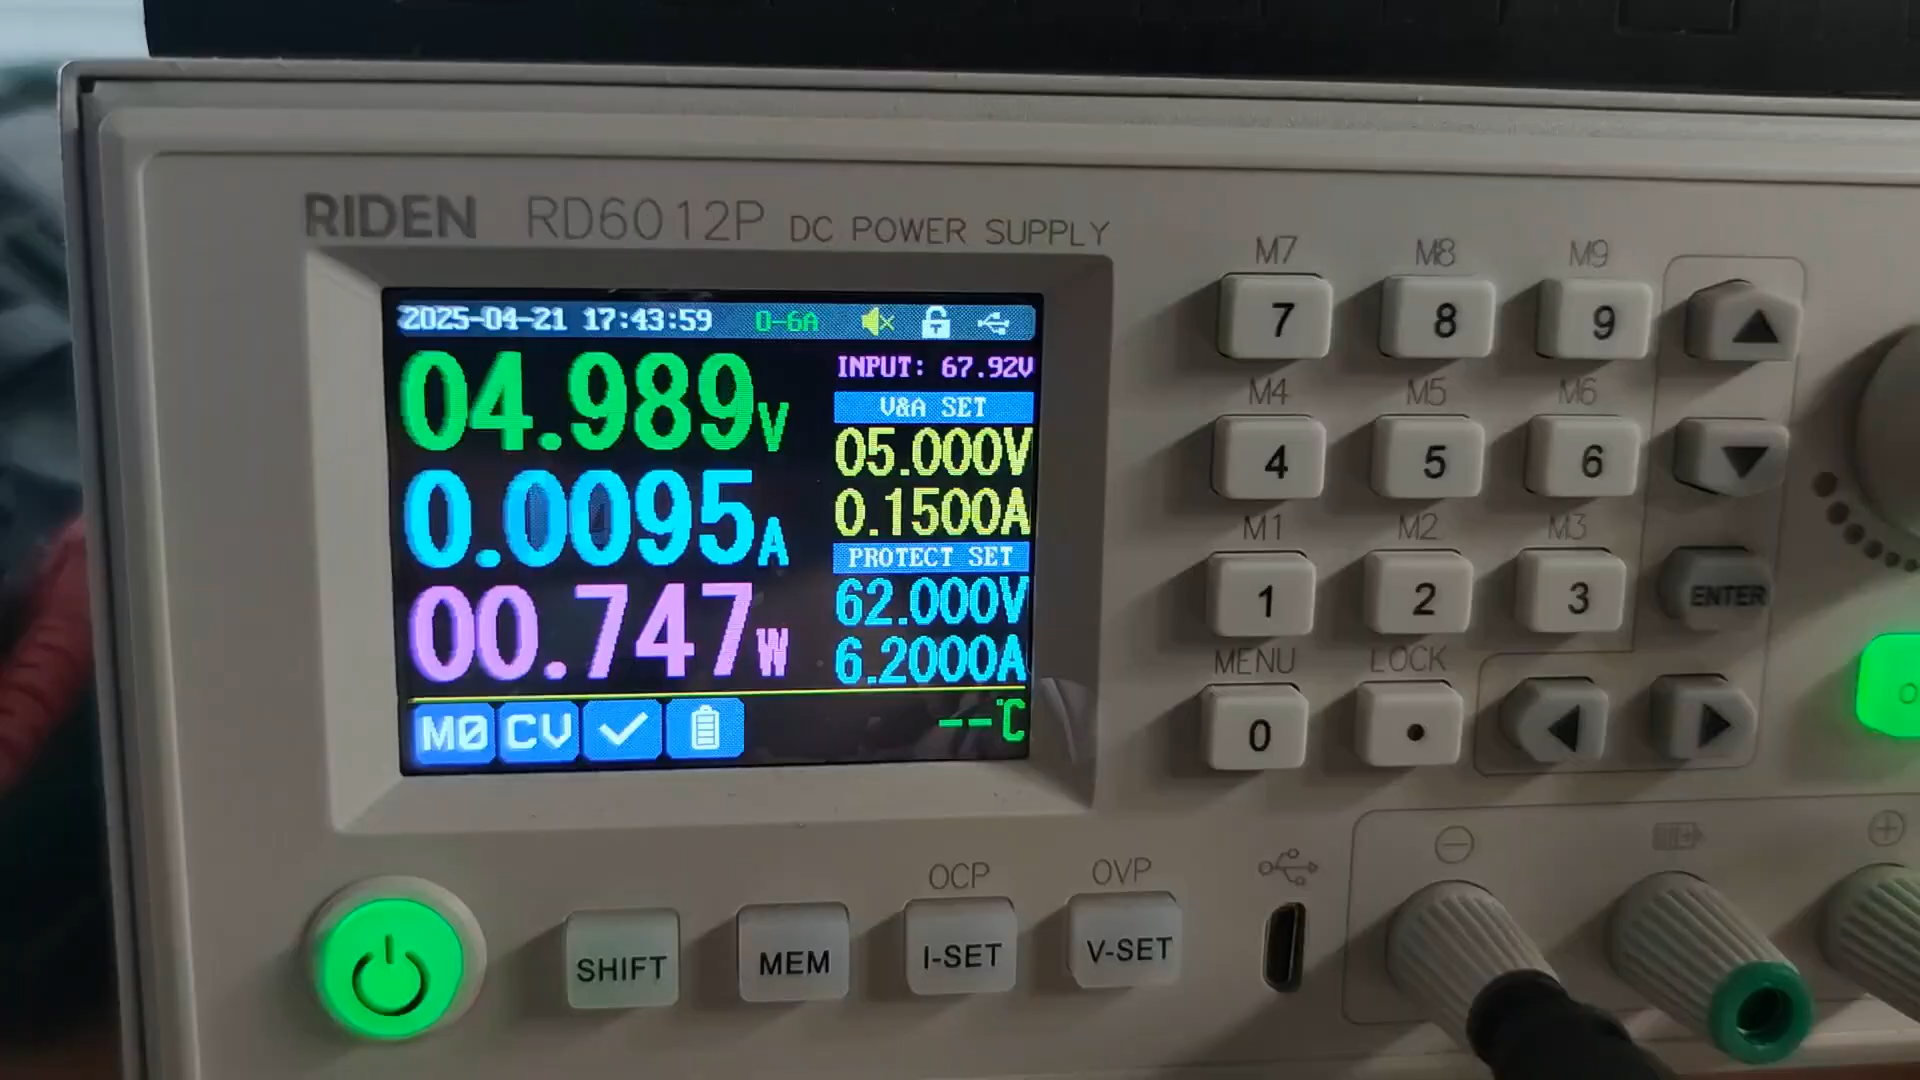 RIDEN RD6012P DC POWER SUPPLY
2025-04-21 17:43:59 0-6A
04.989V
0.0095A
00.747W
INPUT: 67.92V
V&A SET
05.000V
0.1500A
PROTECT SET
62.000V
6.2000A
M0 CV
--°C
M7 M8 M9
7 8 9
M4 M5 M6
4 5 6
M1 M2 M3
1 2 3
ENTER
MENU LOCK
0 .
OCP OVP
SHIFT MEM I-SET V-SET